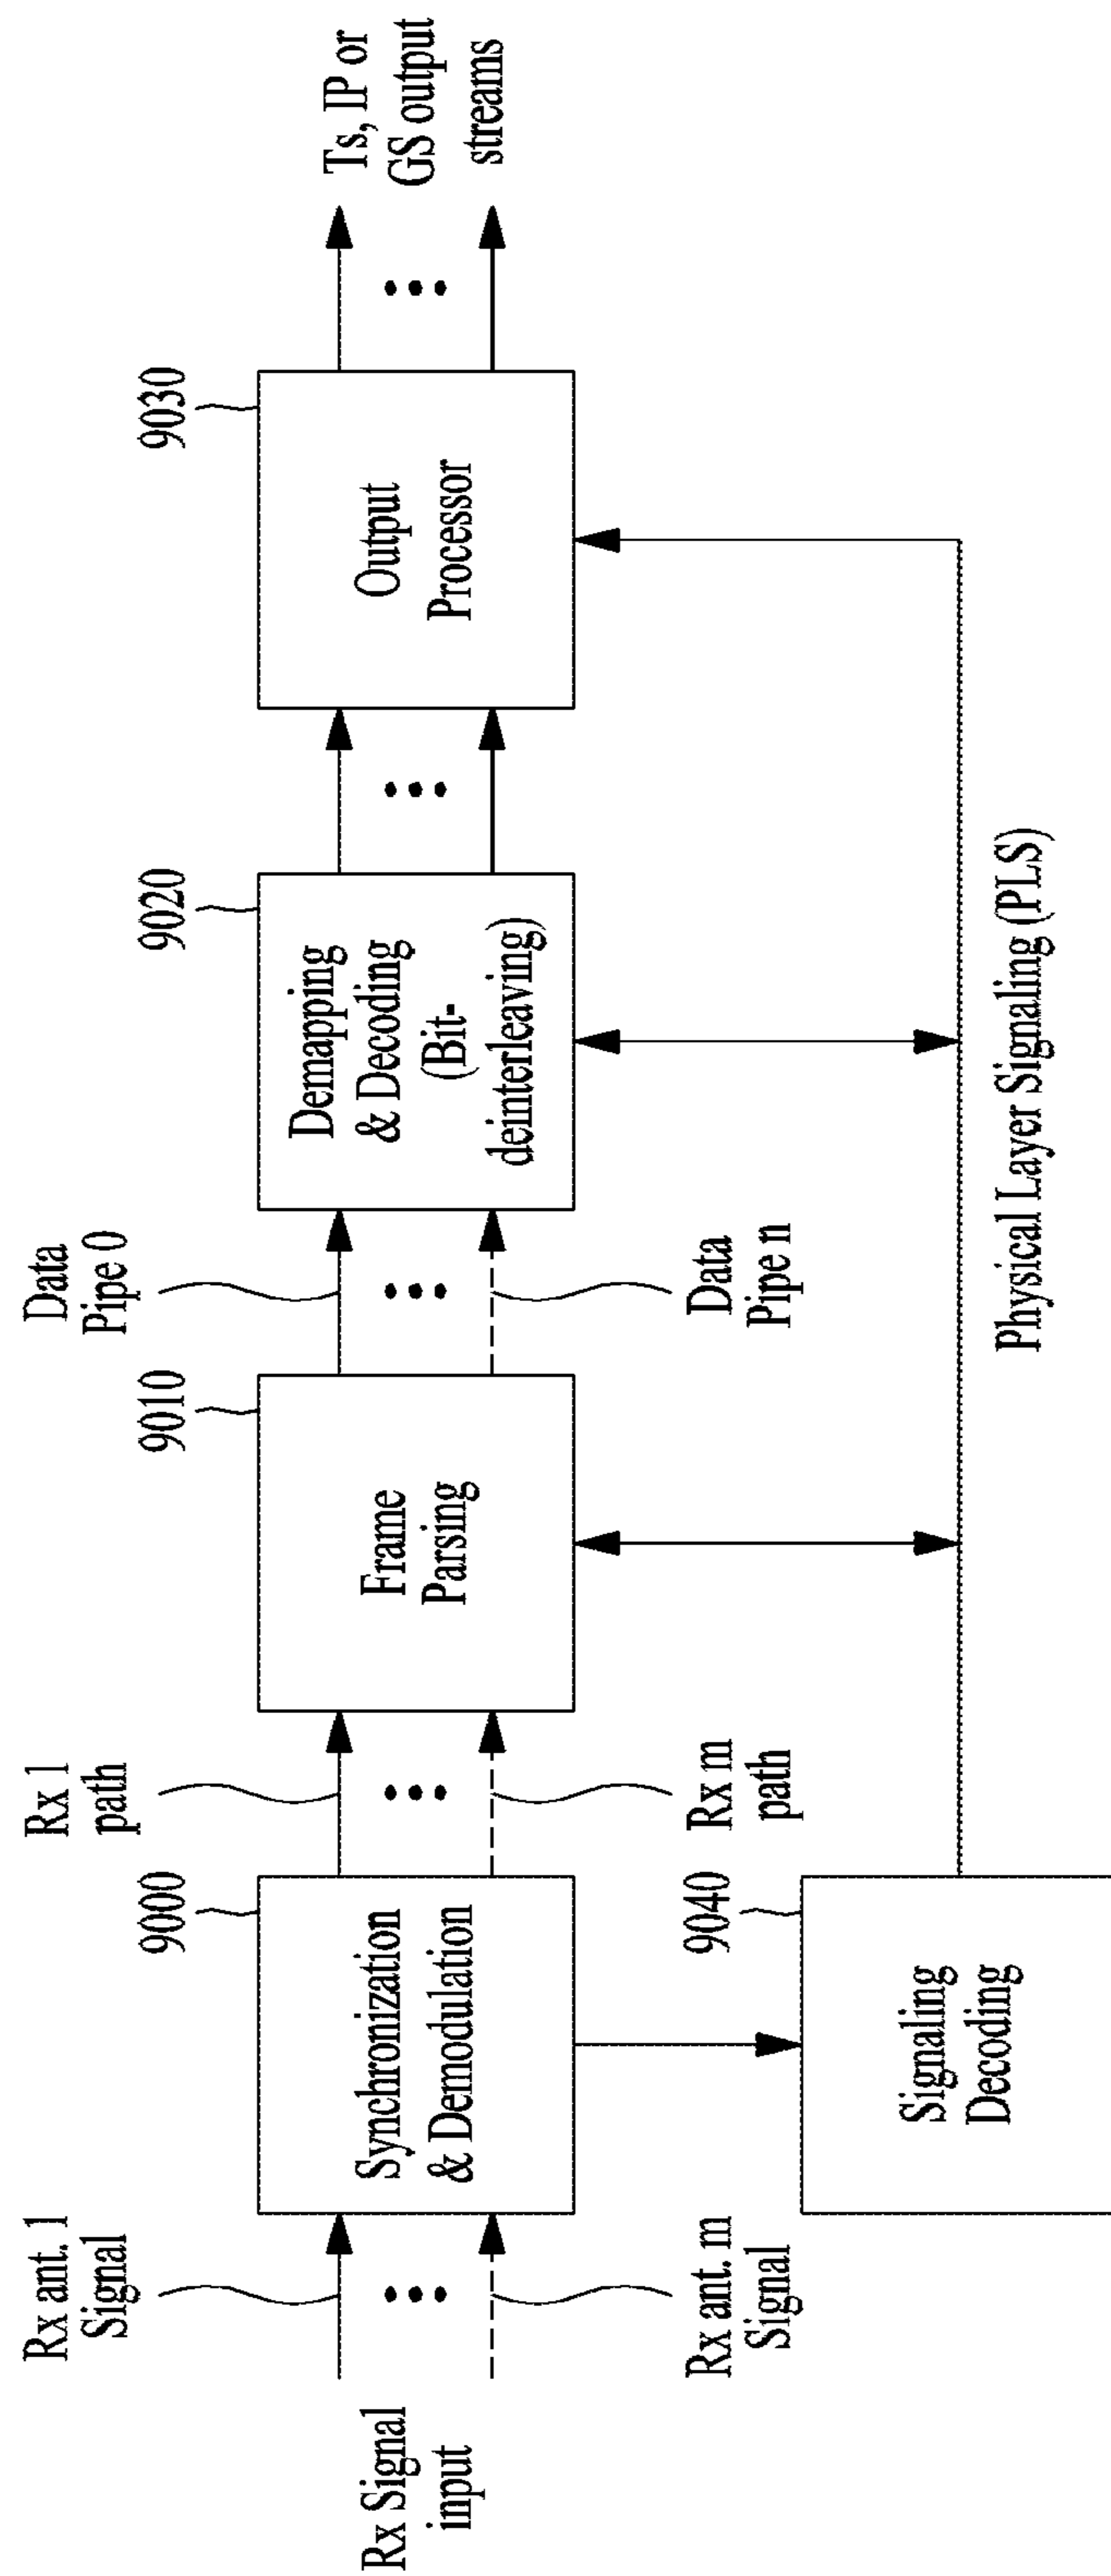 Rx Signal
input
Rx ant. 1
Signal
Rx ant. m
Signal
9000
Synchronization
& Demodulation
Rx 1
path
Rx m
path
9010
Frame
Parsing
Data
Pipe 0
Data
Pipe n
9020
Demapping
& Decoding
(Bit-
deinterleaving)
9030
Output
Processor
Ts, IP or
GS output
streams
9040
Signaling
Decoding
Physical Layer Signaling (PLS)